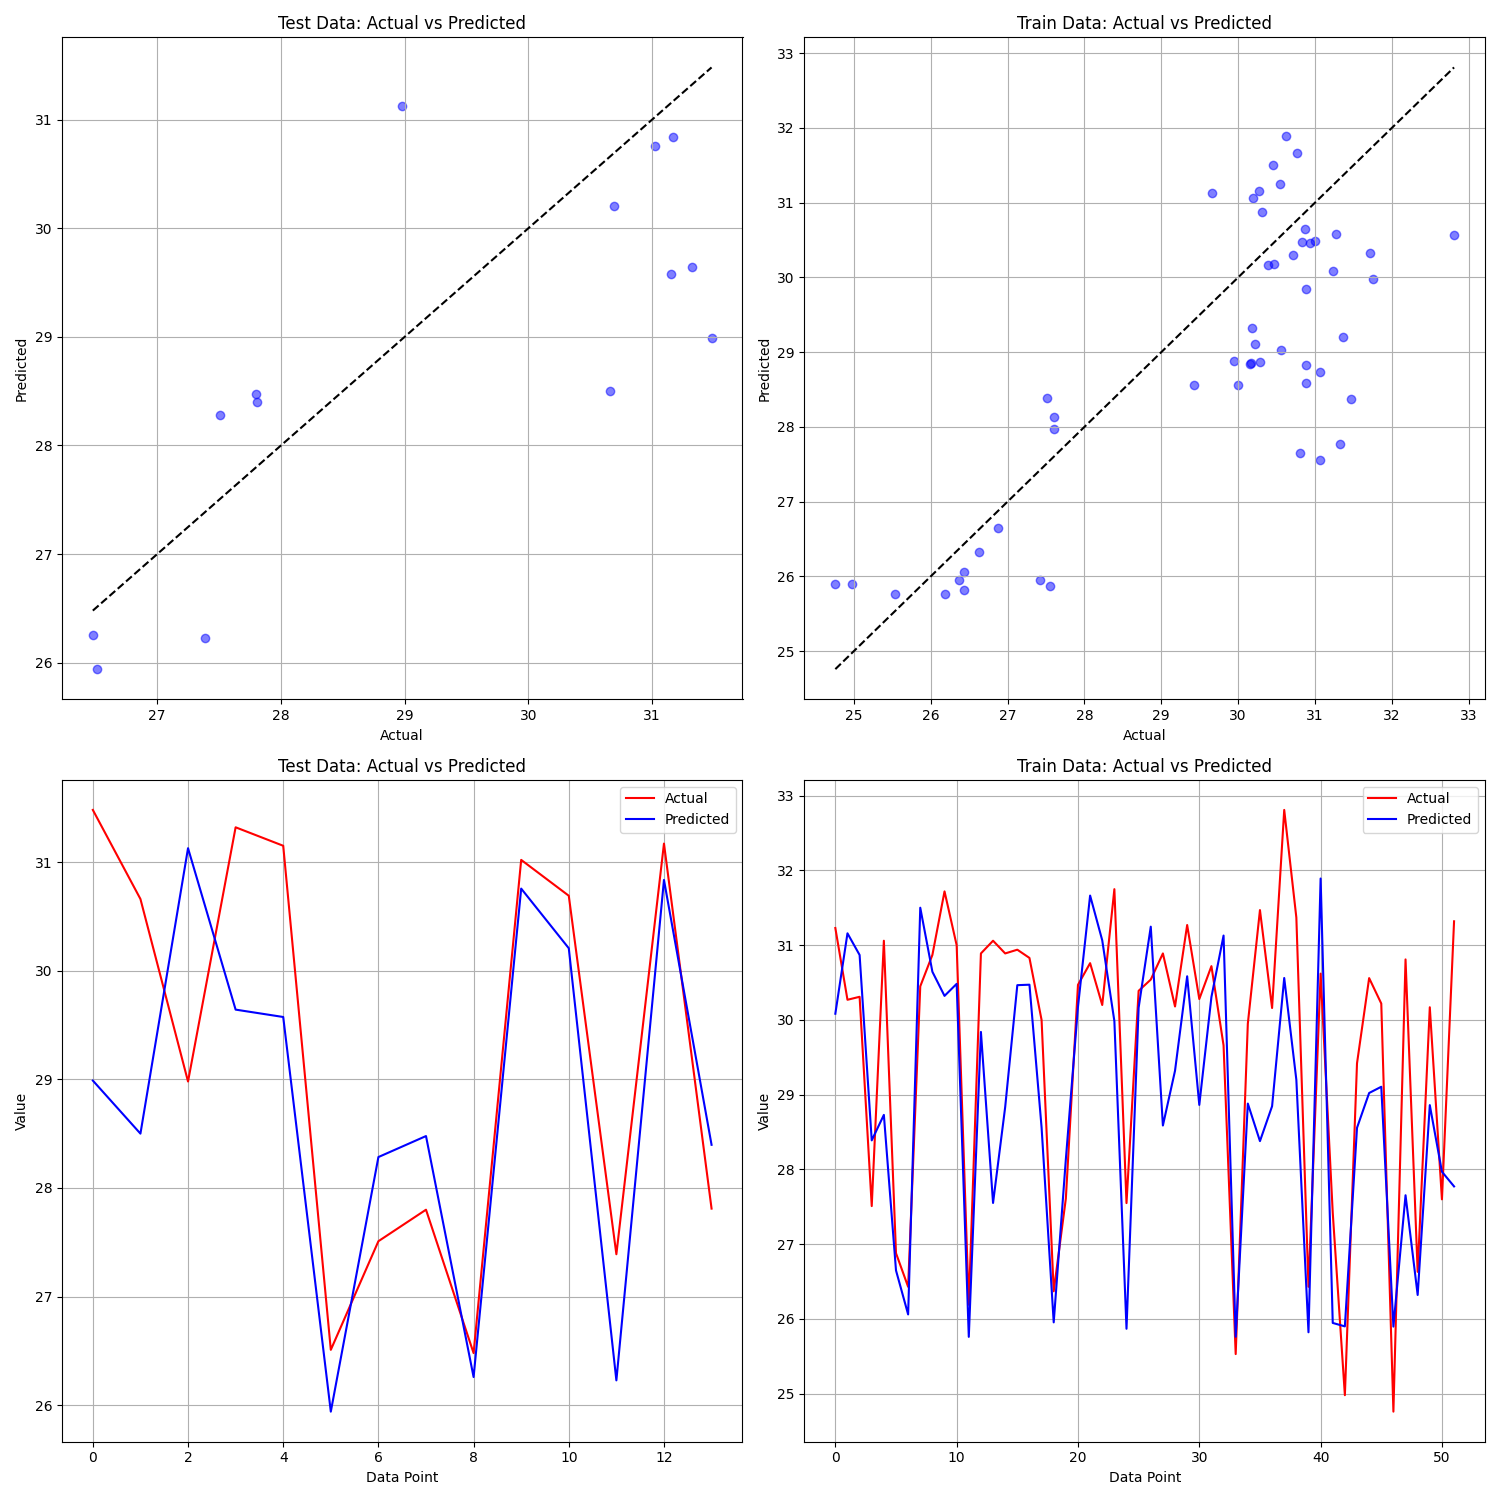 Test Data: Actual vs Predicted
Predicted
31
30
29
28
27
26
27 28 29 30 31
Actual
Train Data: Actual vs Predicted
Predicted
33
32
31
30
29
28
27
26
25
25 26 27 28 29 30 31 32 33
Actual
Test Data: Actual vs Predicted
Actual
Predicted
Value
31
30
29
28
27
26
0 2 4 6 8 10 12
Data Point
Train Data: Actual vs Predicted
Actual
Predicted
Value
33
32
31
30
29
28
27
26
25
0 10 20 30 40 50
Data Point